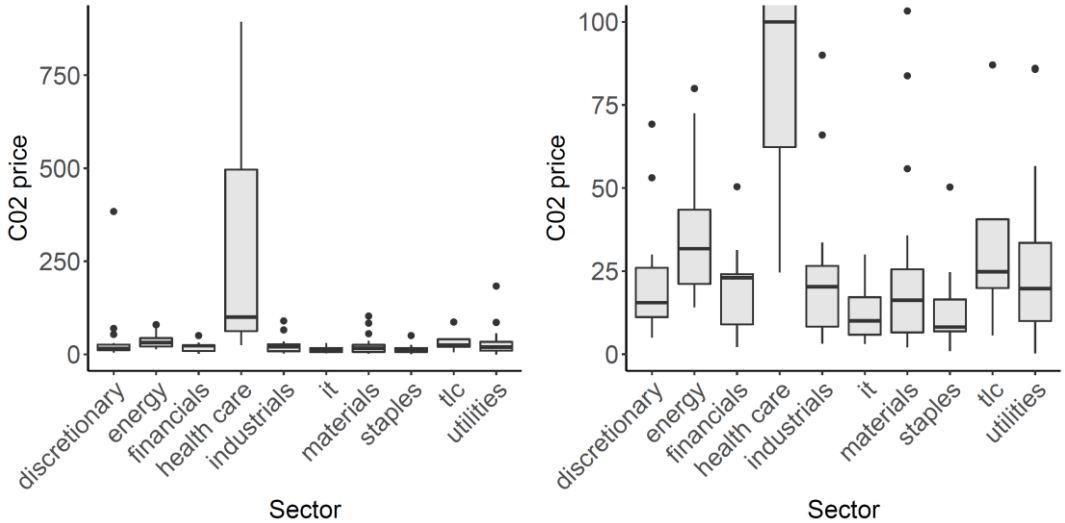 C02 price
750
500
250
0
discretionary
energy
financials
health care
industrials
it
materials
staples
tlc
utilities
Sector
C02 price
100
75
50
25
0
discretionary
energy
financials
health care
industrials
it
materials
staples
tlc
utilities
Sector